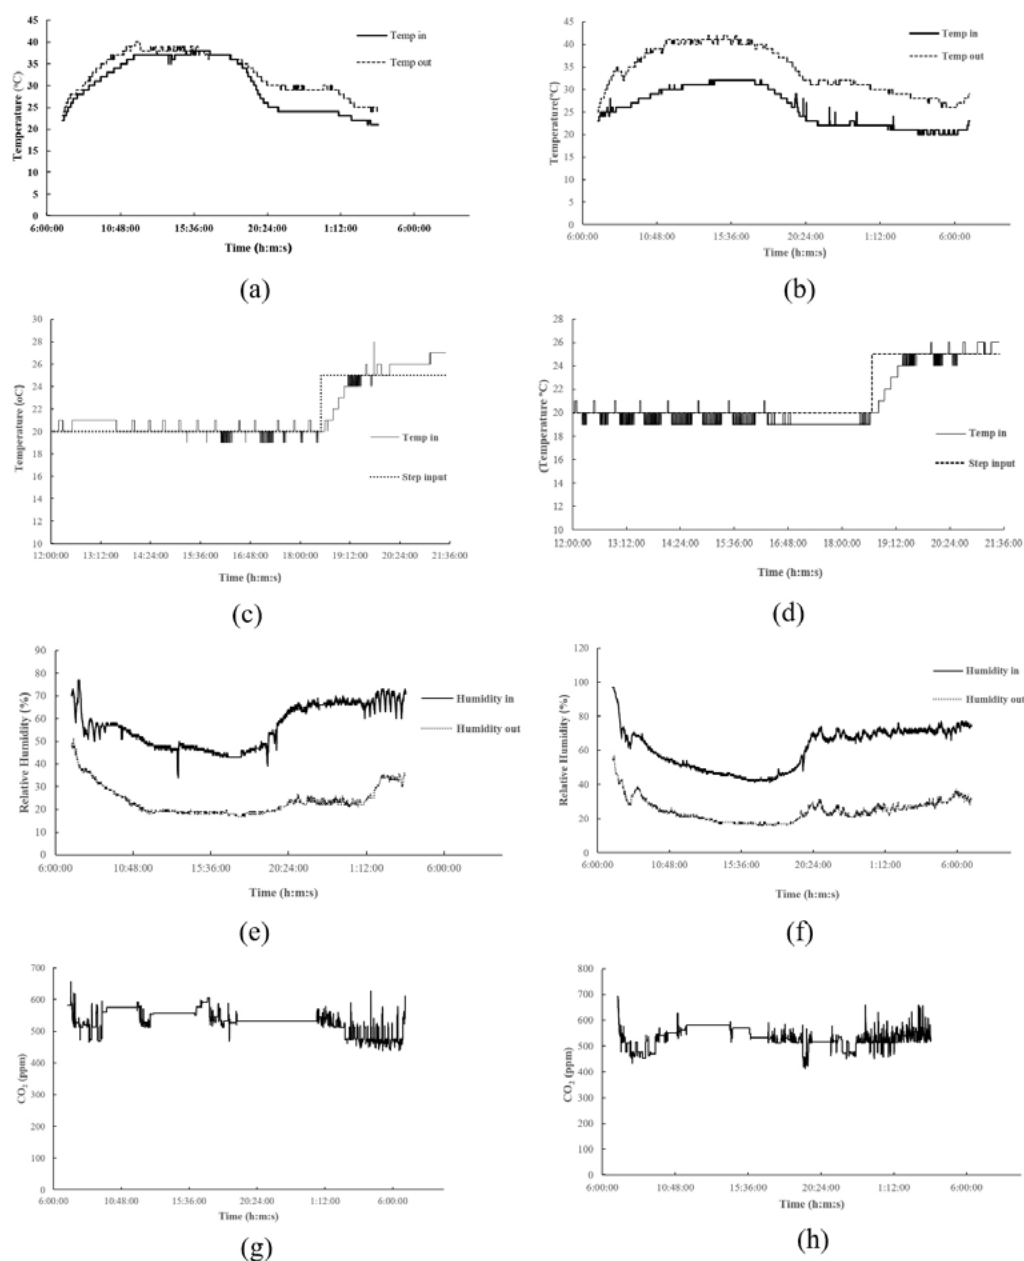 45
40
35
30
25
20
15
10
5
0
Temperature (°C)
Temp in
Temp out
6:00:00 10:48:00 15:36:00 20:24:00 1:12:00 6:00:00
Time (h:m:s)
(a)
45
40
35
30
25
20
15
10
5
0
Temperature(°C)
Temp in
Temp out
6:00:00 10:48:00 15:36:00 20:24:00 1:12:00 6:00:00
Time (h:m:s)
(b)
30
28
26
24
22
20
18
16
14
12
10
Temperature (oC)
Temp in
Step input
12:00:00 13:12:00 14:24:00 15:36:00 16:48:00 18:00:00 19:12:00 20:24:00 21:36:00
Time (h:m:s)
(c)
28
26
24
22
20
18
16
14
12
10
(Temperature °C)
Temp in
Step input
12:00:00 13:12:00 14:24:00 15:36:00 16:48:00 18:00:00 19:12:00 20:24:00 21:36:00
Time (h:m:s)
(d)
90
80
70
60
50
40
30
20
10
0
Relative Humidity (%)
Humidity in
Humidity out
6:00:00 10:48:00 15:36:00 20:24:00 1:12:00 6:00:00
Time (h:m:s)
(e)
120
100
80
60
40
20
0
Relative Humidity (%)
Humidity in
Humidity out
6:00:00 10:48:00 15:36:00 20:24:00 1:12:00 6:00:00
Time (h:m:s)
(f)
700
600
500
400
300
200
100
0
CO₂ (ppm)
6:00:00 10:48:00 15:36:00 20:24:00 1:12:00 6:00:00
Time (h:m:s)
(g)
800
700
600
500
400
300
200
100
0
CO₂ (ppm)
6:00:00 10:48:00 15:36:00 20:24:00 1:12:00 6:00:00
Time (h:m:s)
(h)